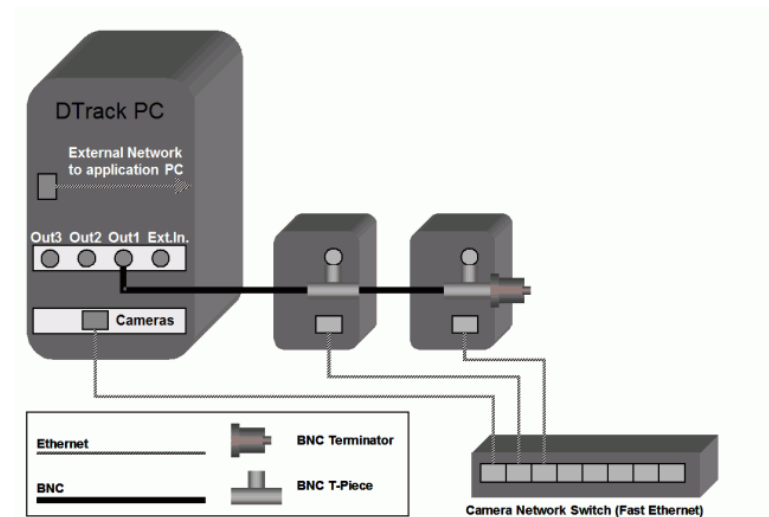 DTrack PC
External Network
to application PC
Out3 Out2 Out1 Ext.In.
Cameras
Ethernet
BNC Terminator
BNC
BNC T-Piece
Camera Network Switch (Fast Ethernet)